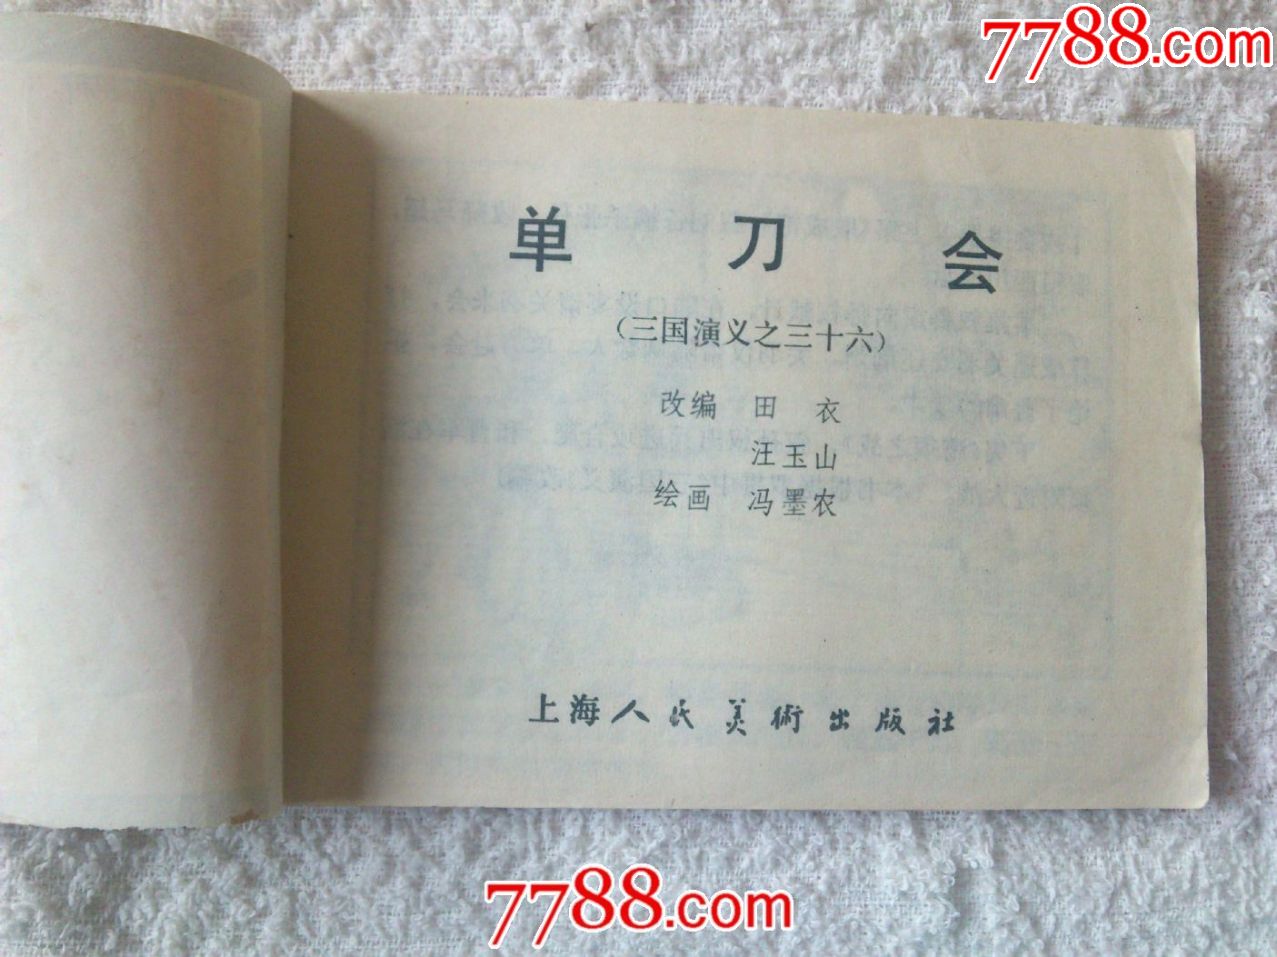 7788.com
单 刀 会
(三国演义之三十六)
改编 田 衣
汪玉山
绘画 冯墨农
上海人民美術出版社
7788.com